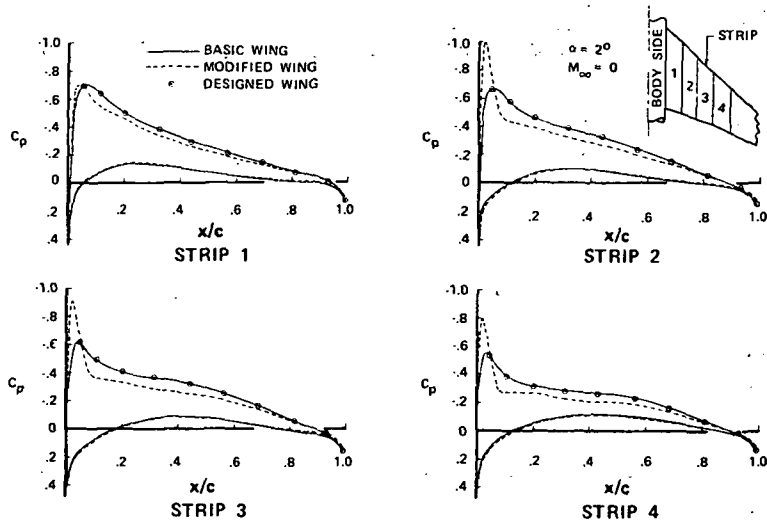 BASIC WING
MODIFIED WING
DESIGNED WING
-1.0
-.8
-.6
-.4
-.2
0
.2
.4
Cp
.2
.4
.6
.8
1.0
x/c
STRIP 1
α = 2°
M∞ = 0
BODY SIDE
STRIP
1
2
3
4
-1.0
-.8
-.6
-.4
-.2
0
.2
.4
Cp
.2
.4
.6
.8
1.0
x/c
STRIP 2
-1.0
-.8
-.6
-.4
-.2
0
.2
.4
Cp
.2
.4
.6
.8
1.0
x/c
STRIP 3
-1.0
-.8
-.6
-.4
-.2
0
.2
.4
Cp
.2
.4
.6
.8
1.0
x/c
STRIP 4